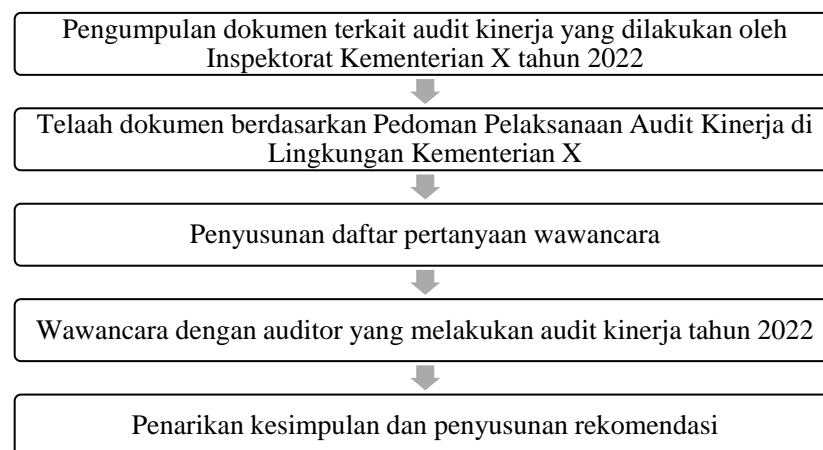 Pengumpulan dokumen terkait audit kinerja yang dilakukan oleh
Inspektorat Kementerian X tahun 2022
Telaah dokumen berdasarkan Pedoman Pelaksanaan Audit Kinerja di
Lingkungan Kementerian X
Penyusunan daftar pertanyaan wawancara
Wawancara dengan auditor yang melakukan audit kinerja tahun 2022
Penarikan kesimpulan dan penyusunan rekomendasi